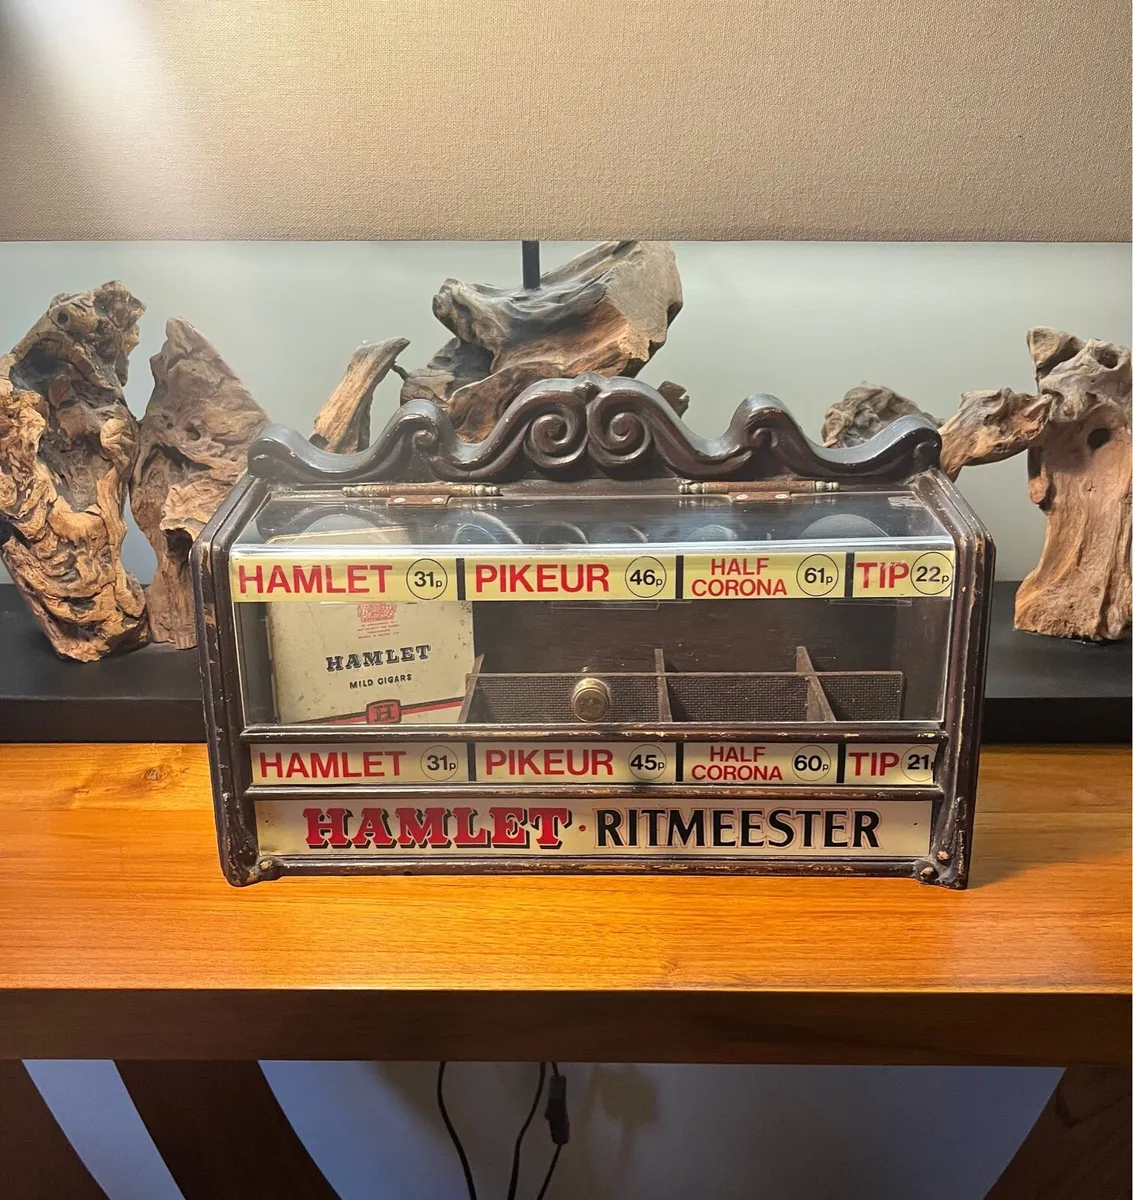 HAMLET 31p PIKEUR 46p HALF CORONA 61p TIP 22p
HAMLET
MILD CIGARS
H
HAMLET 31p PIKEUR 45p HALF CORONA 60p TIP 21p
HAMLET · RITMEESTER